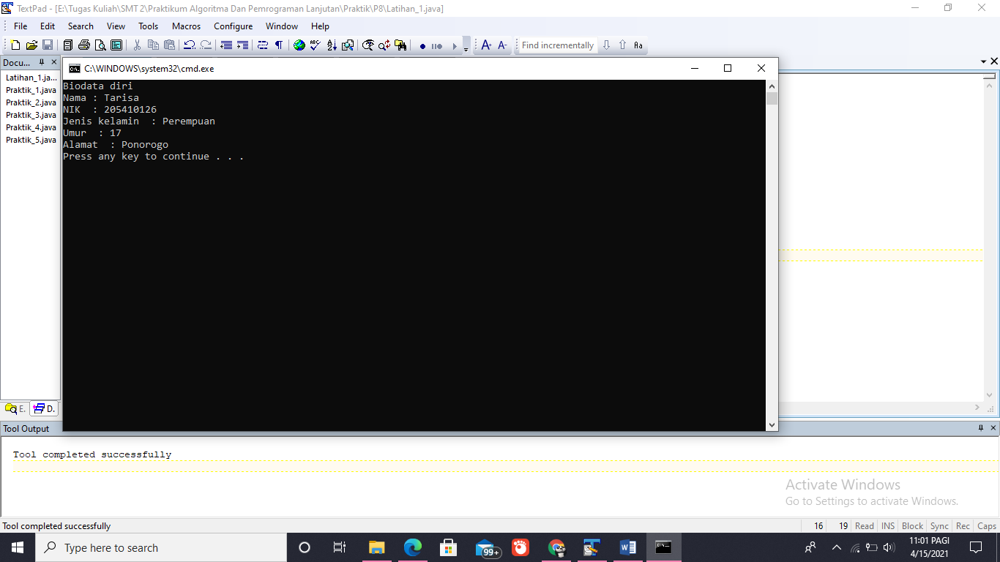 TextPad - [E:\Tugas Kuliah\SMT 2\Praktikum Algoritma Dan Pemrograman Lanjutan\Praktik\P8\Latihan_1.java]
File Edit Search View Tools Macros Configure Window Help
Find incrementally
Docu...
Latihan_1.ja...
Praktik_1.java
Praktik_2.java
Praktik_3.java
Praktik_4.java
Praktik_5.java
E. D.
C:\WINDOWS\system32\cmd.exe
Biodata diri
Nama : Tarisa
NIK  : 205410126
Jenis kelamin  : Perempuan
Umur  : 17
Alamat  : Ponorogo
Press any key to continue . . .
Tool Output
Tool completed successfully
Activate Windows
Go to Settings to activate Windows.
Tool completed successfully 16 19 Read INS Block Sync Rec Caps
Type here to search
99+
11:01 PAGI
4/15/2021